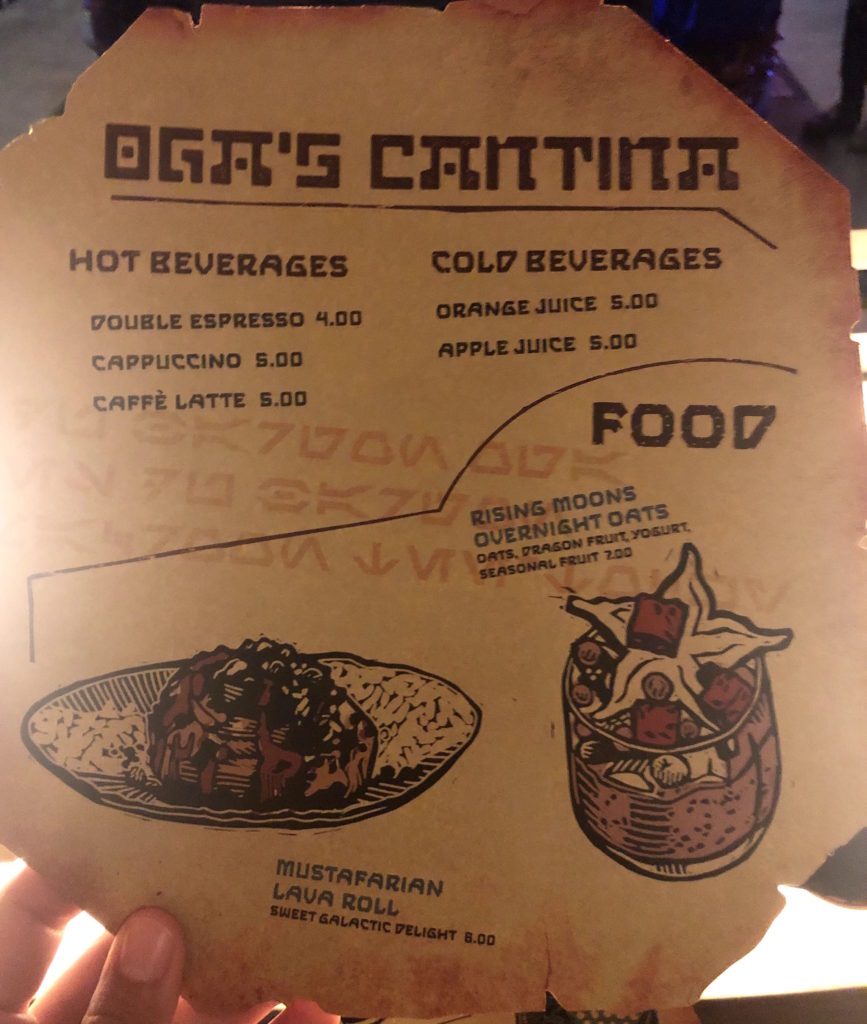 OGA'S CANTINA
HOT BEVERAGES
DOUBLE ESPRESSO 4.00
CAPPUCCINO 5.00
CAFFÈ LATTE 5.00
COLD BEVERAGES
ORANGE JUICE 5.00
APPLE JUICE 5.00
FOOD
RISING MOONS
OVERNIGHT OATS
OATS, DRAGON FRUIT, YOGURT,
SEASONAL FRUIT 7.00
MUSTAFARIAN
LAVA ROLL
SWEET GALACTIC DELIGHT 6.00